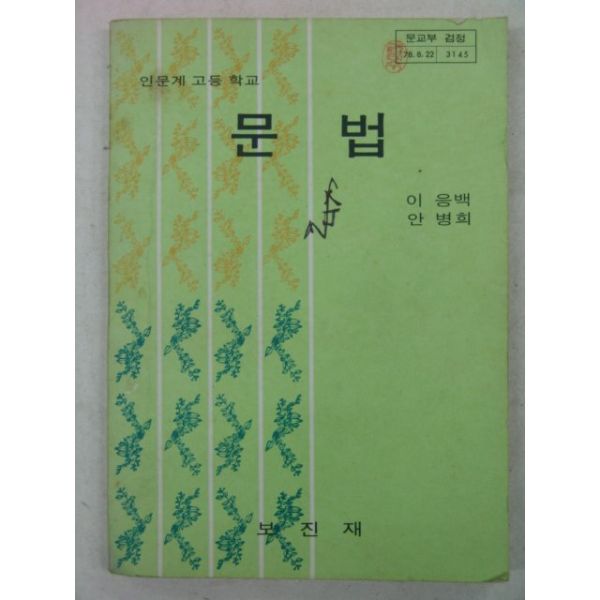 문교부 검정
78. 8. 22 3145
인문계 고등 학교
문 법
이 응백
안 병희
보 진 재